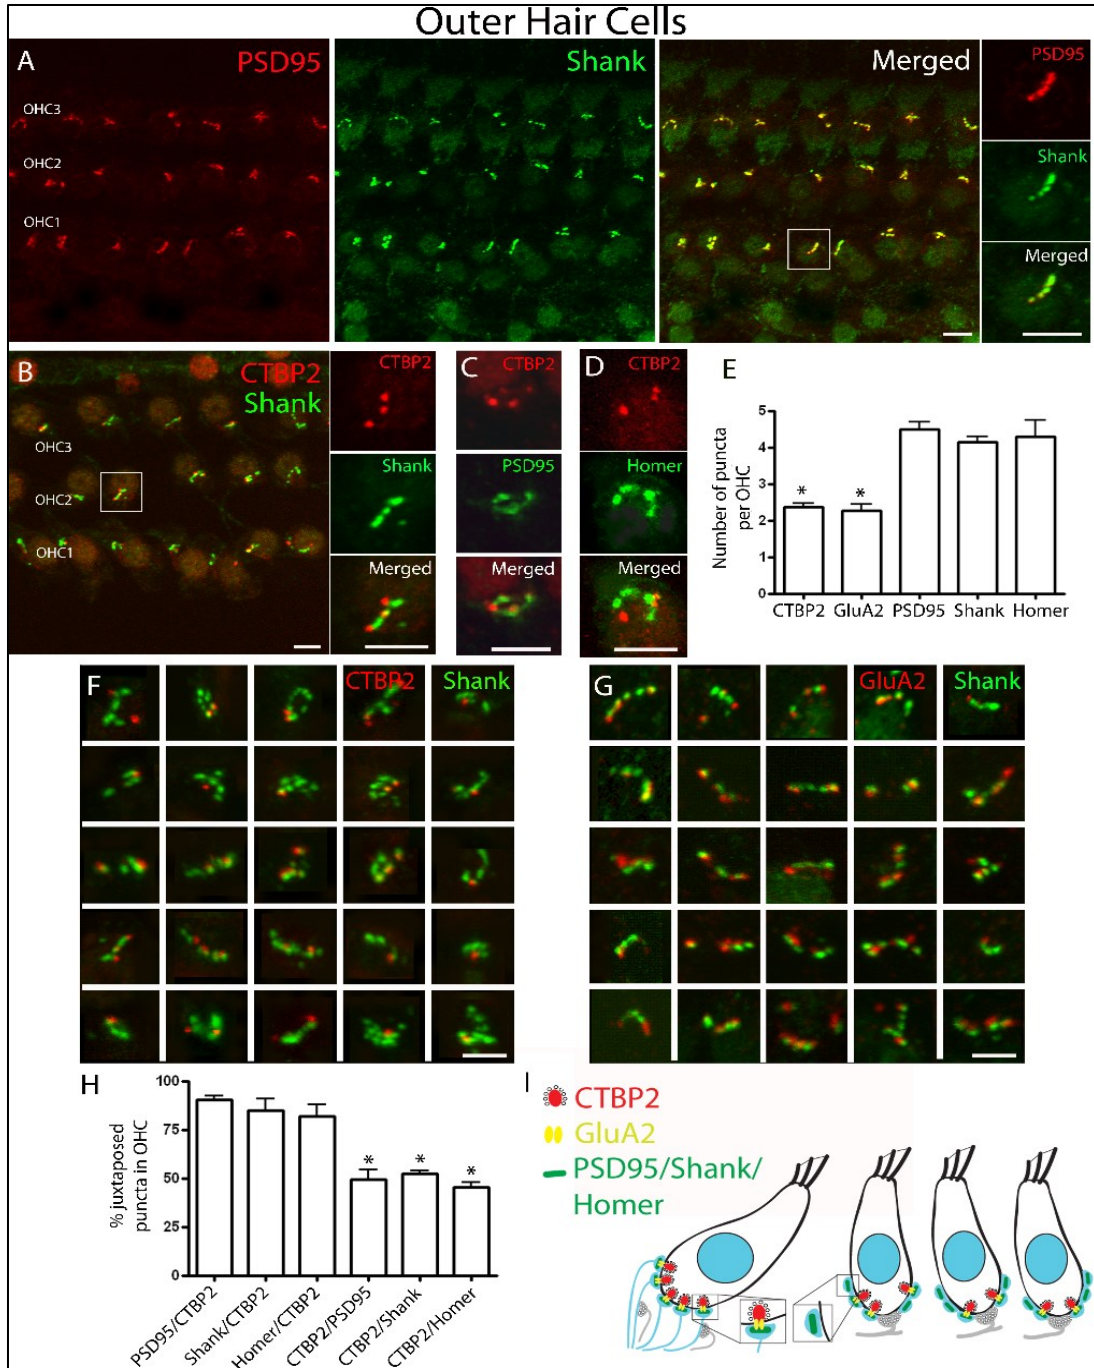 Outer Hair Cells
A
PSD95
Shank
Merged
PSD95
OHC3
OHC2
OHC1
Shank
Merged
B
CTBP2
Shank
OHC3
OHC2
OHC1
CTBP2
Shank
Merged
C
CTBP2
PSD95
Merged
D
CTBP2
Homer
Merged
E
Number of puncta
per OHC
5
4
3
2
1
0
*
*
CTBP2
GluA2
PSD95
Shank
Homer
F
CTBP2
Shank
G
GluA2
Shank
H
% juxtaposed
puncta in OHC
100
75
50
25
0
*
*
*
PSD95/CTBP2
Shank/CTBP2
Homer/CTBP2
CTBP2/PSD95
CTBP2/Shank
CTBP2/Homer
I
CTBP2
GluA2
PSD95/Shank/
Homer